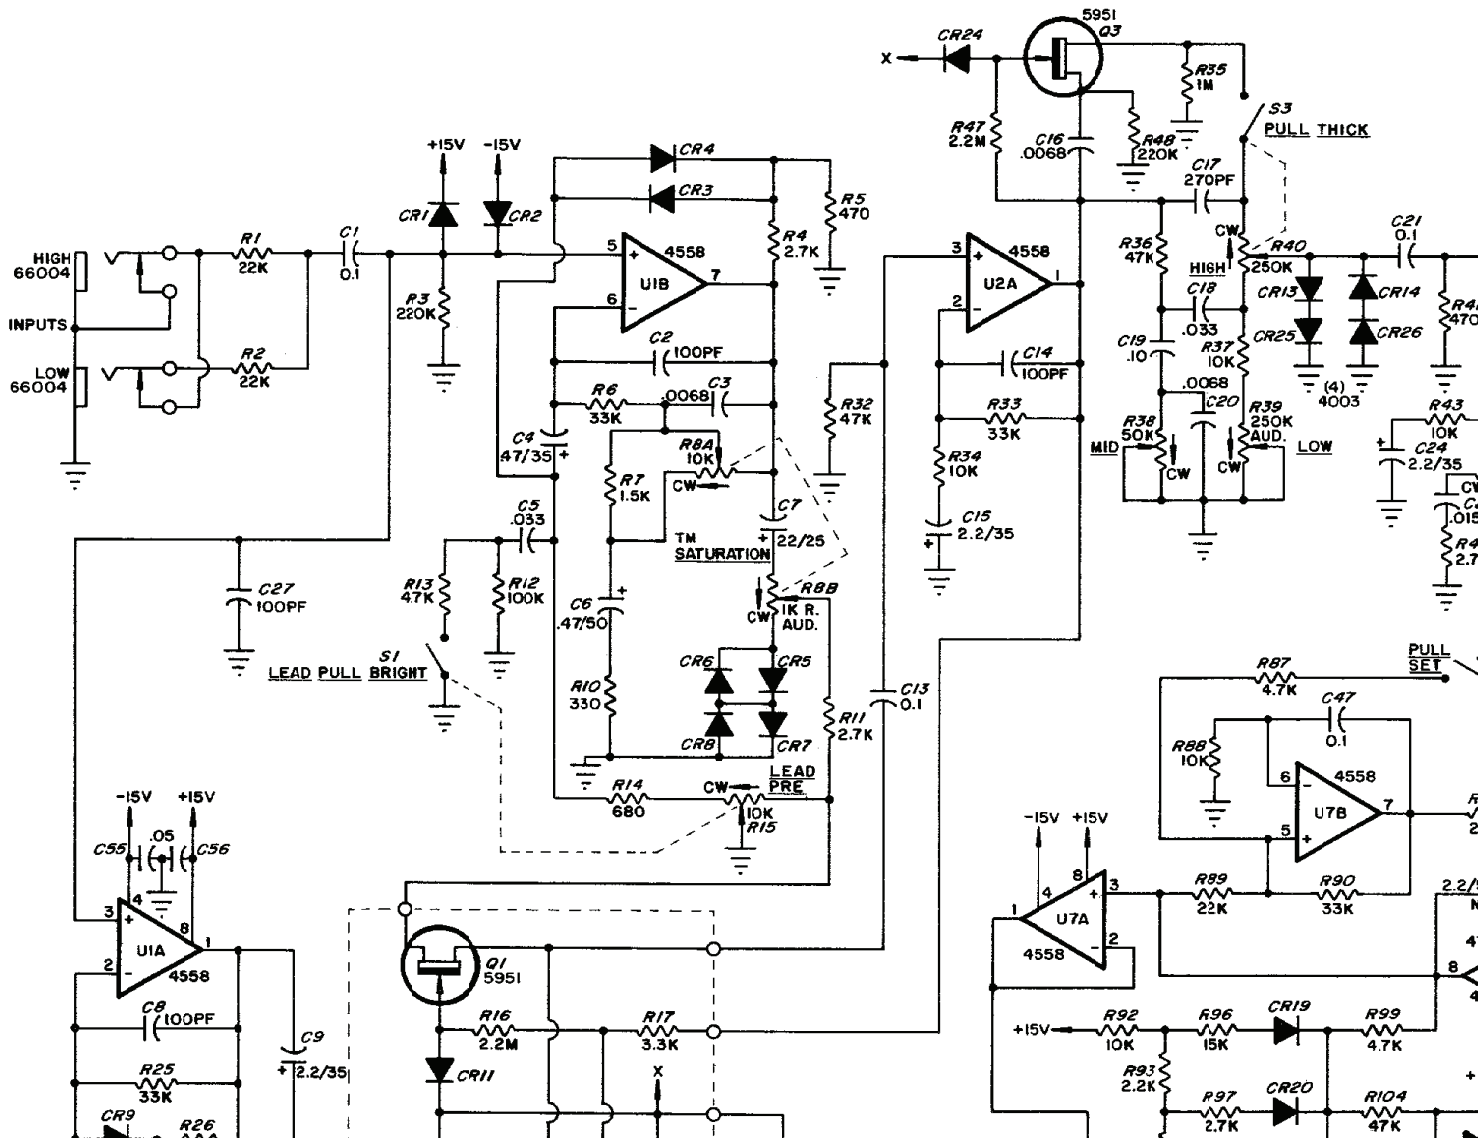 5951
Q3
CR24
X
R35
1M
S3
PULL THICK
R47
2.2M
C16
.0068
R48
220K
C17
270PF
+15V
-15V
CR4
CR3
CR1
CR2
R5
470
R4
2.7K
HIGH
66004
R1
22K
C1
0.1
5
4558
U1B
7
6
R3
220K
INPUTS
LOW
66004
R2
22K
C2
100PF
3
4558
U2A
1
2
R36
47K
HIGH
CW
R40
250K
C21
0.1
C18
.033
CR13
CR14
CR25
CR26
470
C19
.10
R37
10K
C14
100PF
.0068
C20
(4)
4003
R6
33K
C3
.0068
R32
47K
R33
33K
R38
50K
R39
250K
AUD.
R43
10K
C4
.47/35
+
R8A
10K
CW
R7
1.5K
R34
10K
MID
CW
CW
LOW
C24
2.2/35
+
C5
.033
C7
+
22/25
C15
2.2/35
+
.015
TM
SATURATION
R13
47K
R12
100K
C27
100PF
C6
.47/50
+
R8B
1K R.
AUD.
CW
2.7
S1
LEAD PULL BRIGHT
CR6
CR5
R10
330
CR8
CR7
R11
2.7K
C13
0.1
PULL
SET
R87
4.7K
C47
0.1
R88
10K
6
4558
U7B
7
5
LEAD
PRE
CW
R14
680
10K
R15
-15V
+15V
C55
.05
C56
4
3
8
U1A
1
2
4558
-15V
+15V
8
4
3
1
U7A
2
4558
R89
22K
R90
33K
8
Q1
5951
C8
100PF
R16
2.2M
R17
3.3K
C9
+
2.2/35
R25
33K
CR11
X
CR9
R26
+15V
R92
10K
R96
15K
CR19
R99
4.7K
R93
2.2K
R97
2.7K
CR20
R104
47K